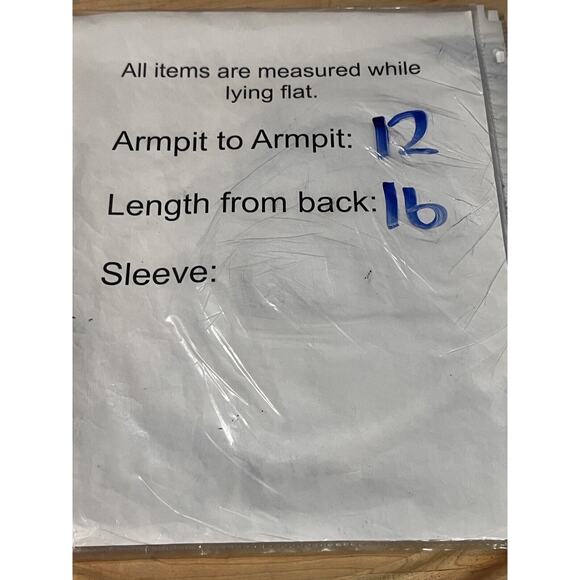 All items are measured while
lying flat.
Armpit to Armpit: 12
Length from back: 16
Sleeve: